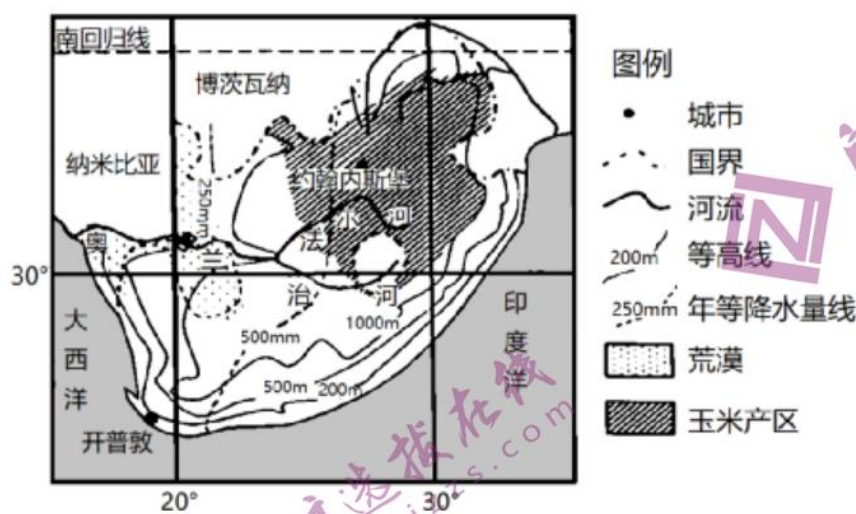 南回归线
博茨瓦纳
纳米比亚
250mm
约翰内斯堡
法尔河
奥兰治河
30°
大西洋
印度洋
1000m
500mm
500m
200m
开普敦
20°
30°
图例
城市
国界
河流
200m
等高线
250mm
年等降水量线
荒漠
玉米产区